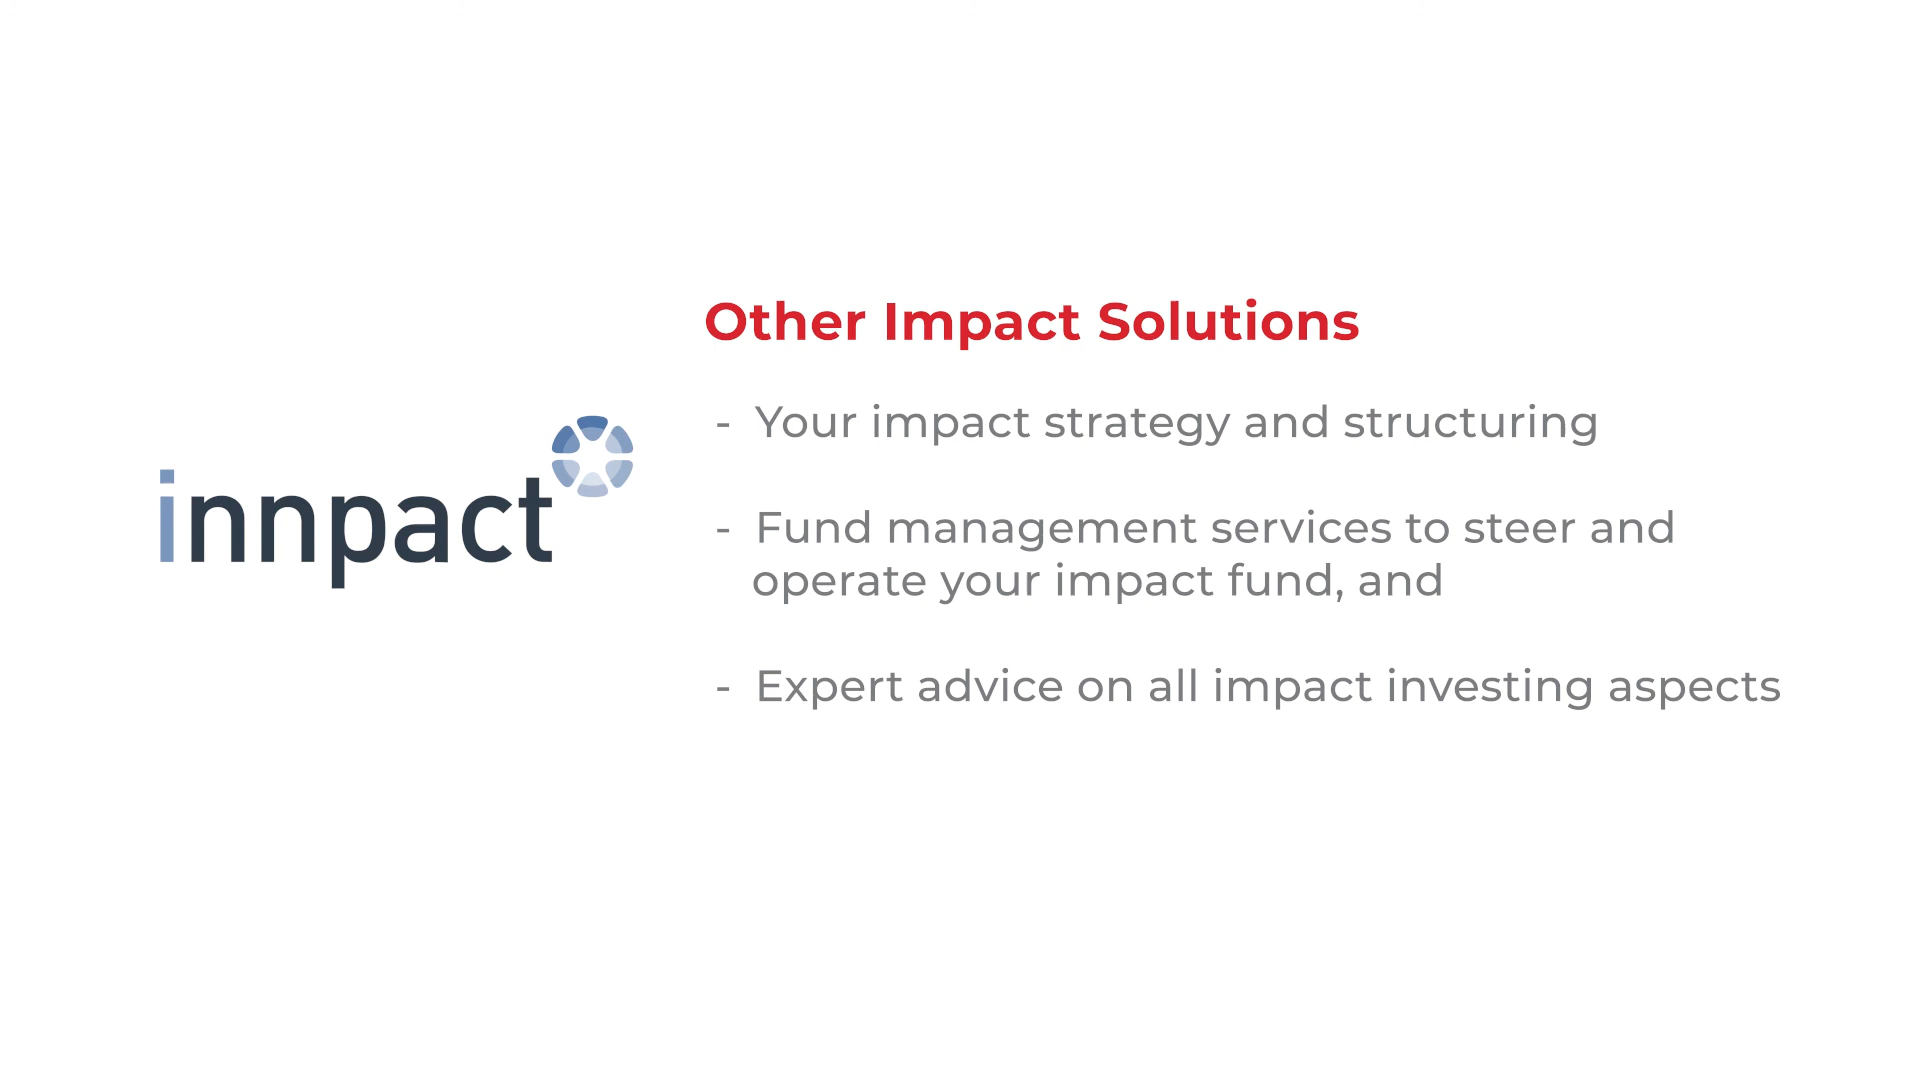 innpact
Other Impact Solutions
- Your impact strategy and structuring
- Fund management services to steer and
operate your impact fund, and
- Expert advice on all impact investing aspects